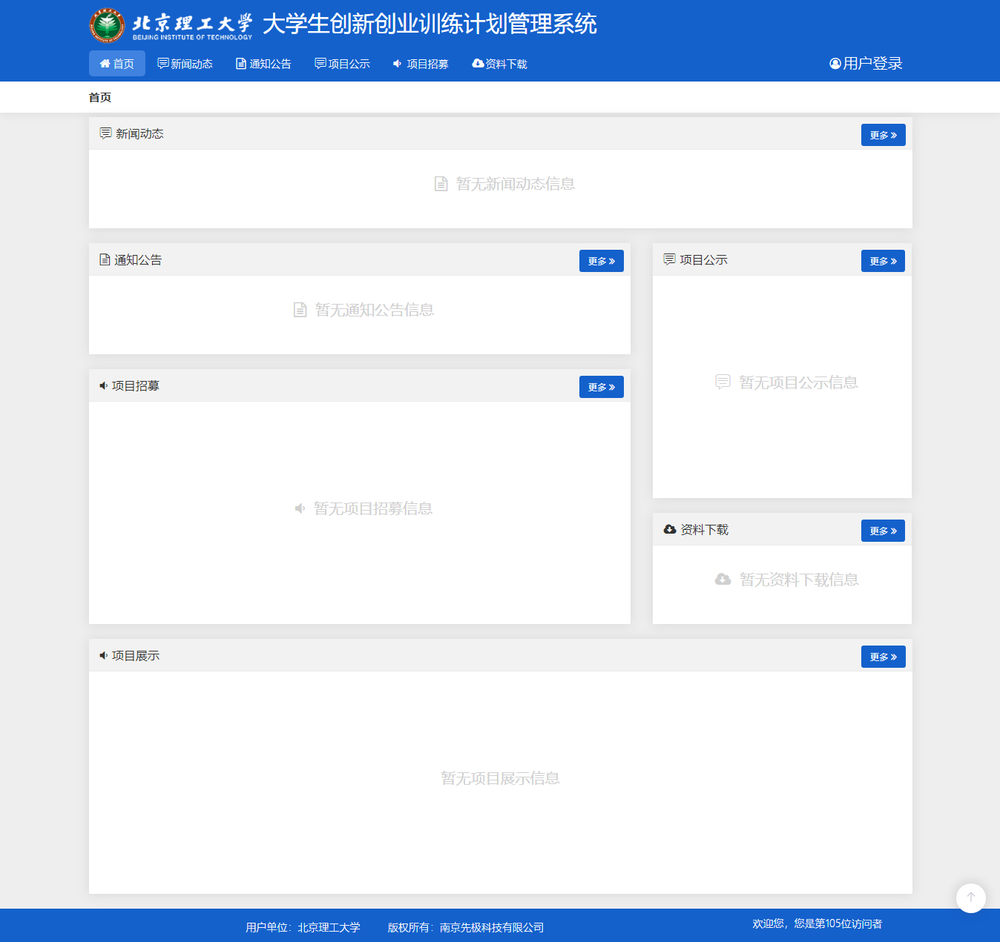 北京理工大学 大学生创新创业训练计划管理系统
BEIJING INSTITUTE OF TECHNOLOGY
首页 新闻动态 通知公告 项目公示 项目招募 资料下载 用户登录
首页
新闻动态 更多
暂无新闻动态信息
通知公告 更多
暂无通知公告信息
项目公示 更多
暂无项目公示信息
项目招募 更多
暂无项目招募信息
资料下载 更多
暂无资料下载信息
项目展示 更多
暂无项目展示信息
用户单位：北京理工大学 版权所有：南京先极科技有限公司 欢迎您，您是第105位访问者